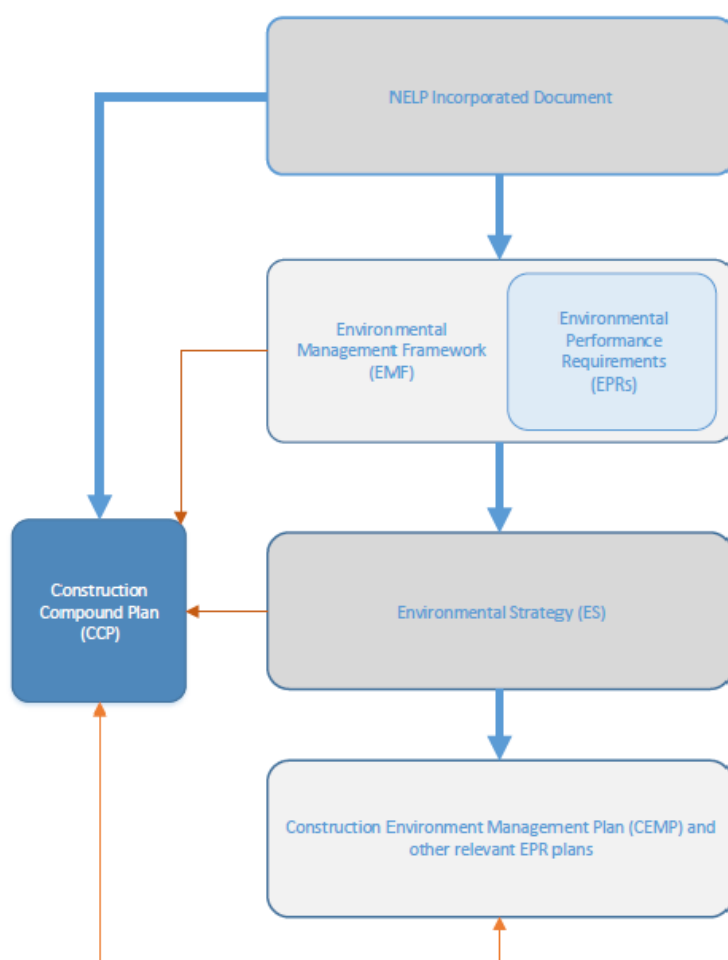 NELP Incorporated Document
Environmental
Management Framework
(EMF)
Environmental
Performance
Requirements
(EPRs)
Construction
Compound Plan
(CCP)
Environmental Strategy (ES)
Construction Environment Management Plan (CEMP) and
other relevant EPR plans